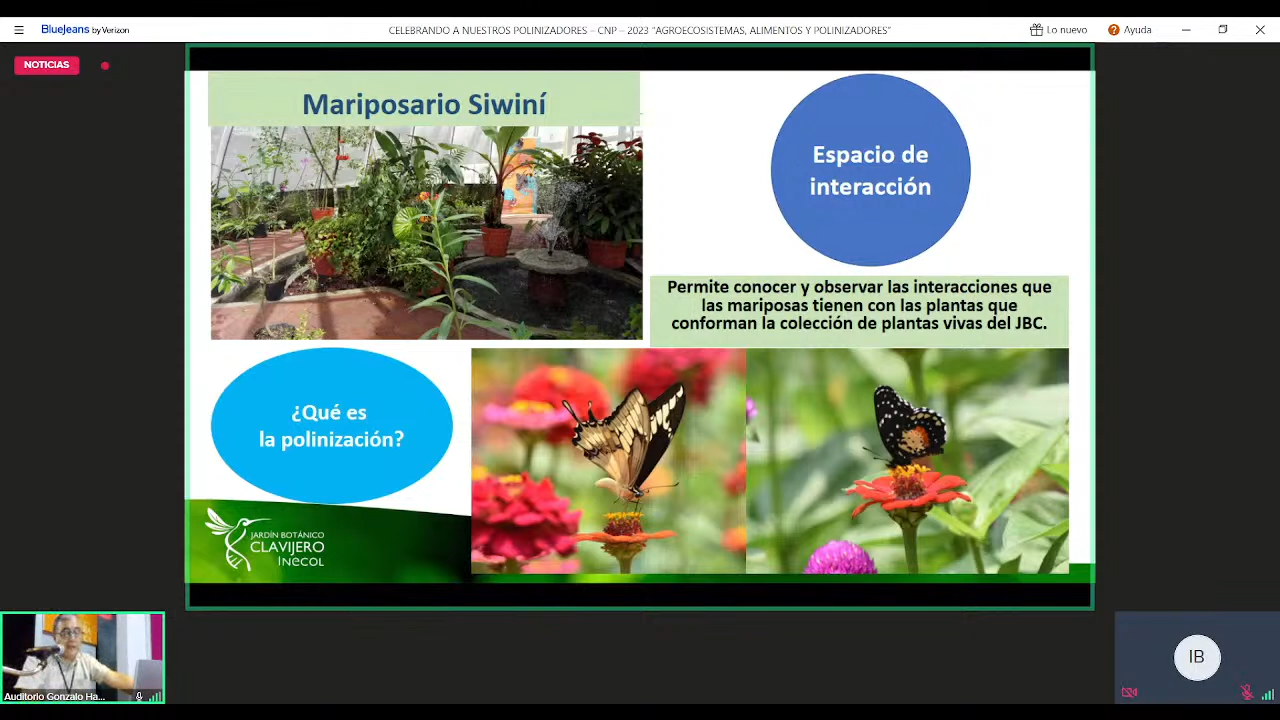 BlueJeans by Verizon
CELEBRANDO A NUESTROS POLINIZADORES – CNP – 2023 "AGROECOSISTEMAS, ALIMENTOS Y POLINIZADORES"
Lo nuevo
Ayuda
NOTICIAS
Mariposario Siwiní
Espacio de
interacción
Permite conocer y observar las interacciones que
las mariposas tienen con las plantas que
conforman la colección de plantas vivas del JBC.
¿Qué es
la polinización?
JARDÍN BOTÁNICO
CLAVIJERO
INECOL
Auditorio Gonzalo Ha...
IB